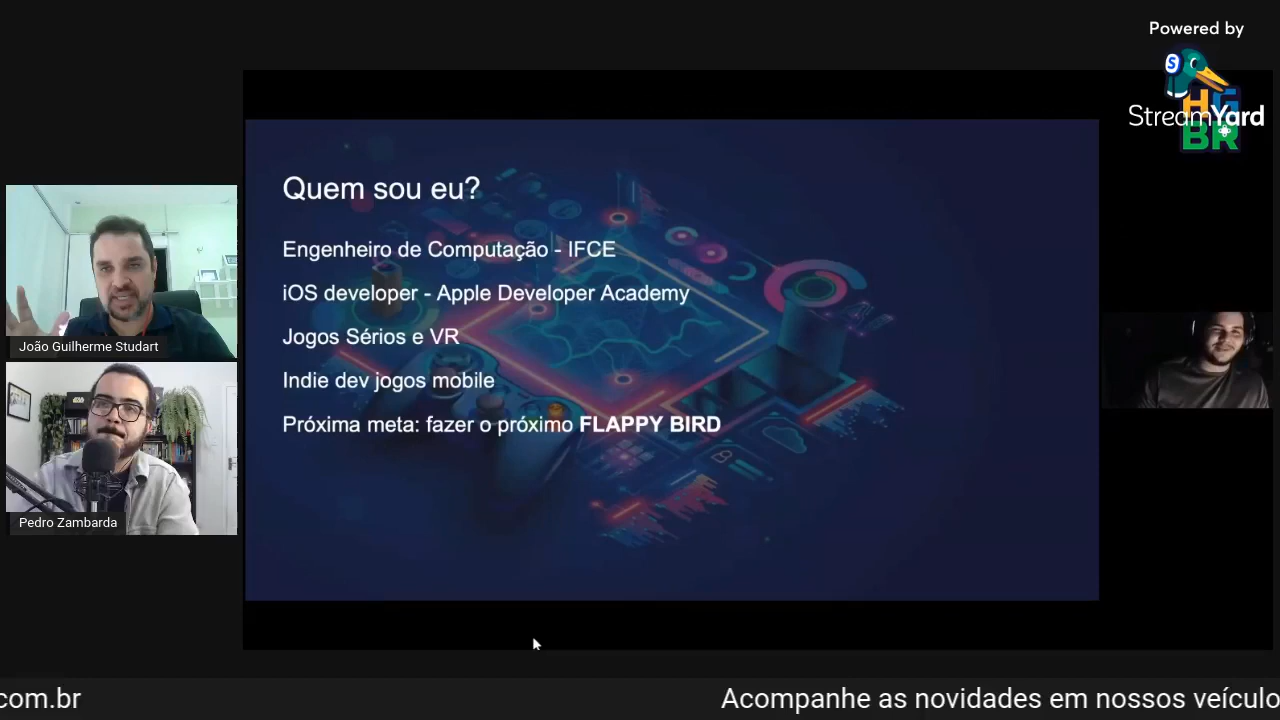 Powered by
S
HG
StreamYard
BR
Quem sou eu?
Engenheiro de Computação - IFCE
iOS developer - Apple Developer Academy
Jogos Sérios e VR
Indie dev jogos mobile
Próxima meta: fazer o próximo FLAPPY BIRD
João Guilherme Studart
Pedro Zambarda
com.br
Acompanhe as novidades em nossos veículo